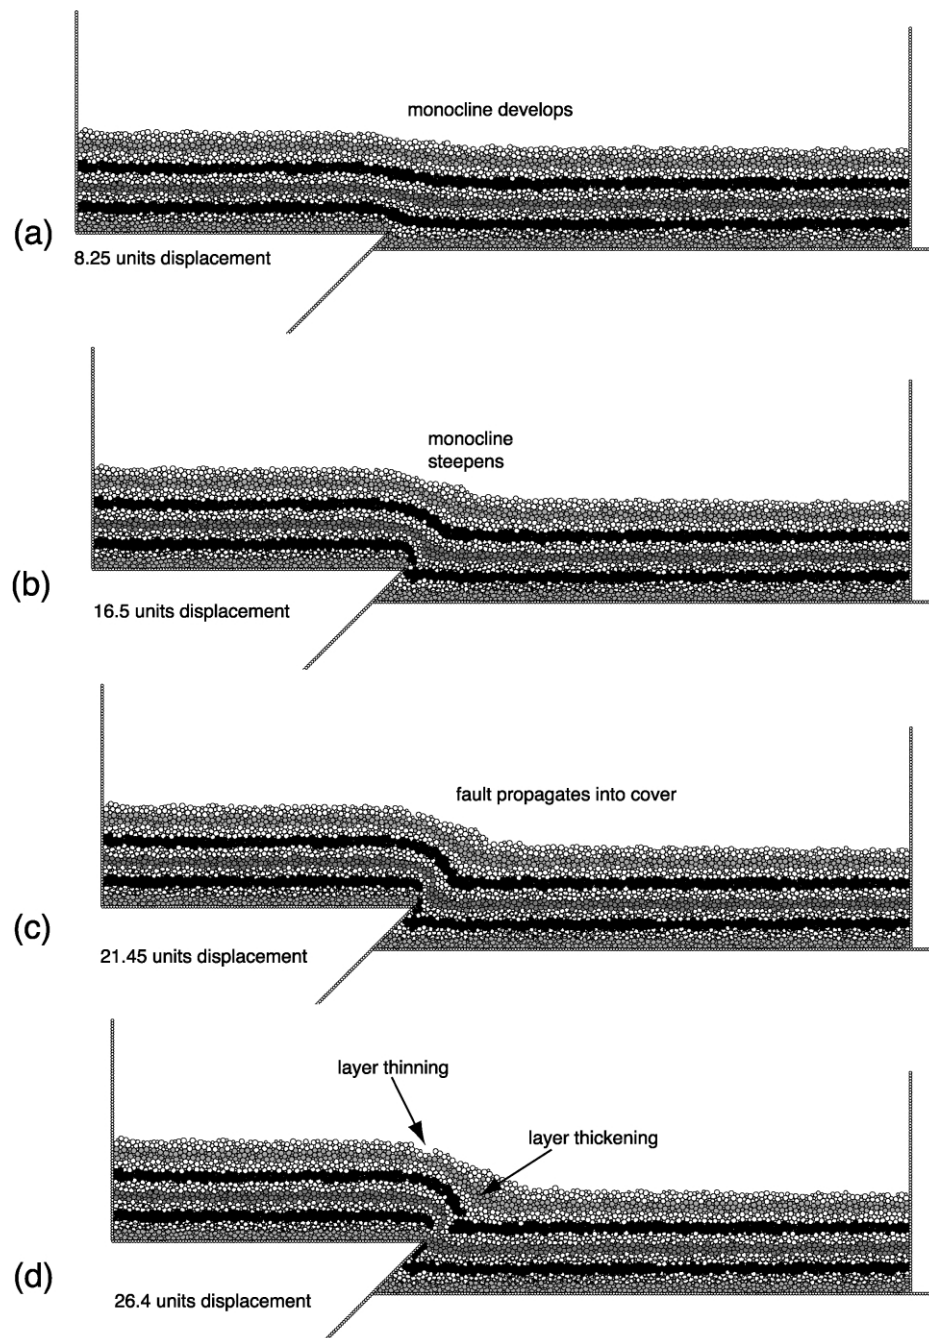 monocline develops
(a)
8.25 units displacement
monocline
steepens
(b)
16.5 units displacement
fault propagates into cover
(c)
21.45 units displacement
layer thinning
layer thickening
(d)
26.4 units displacement